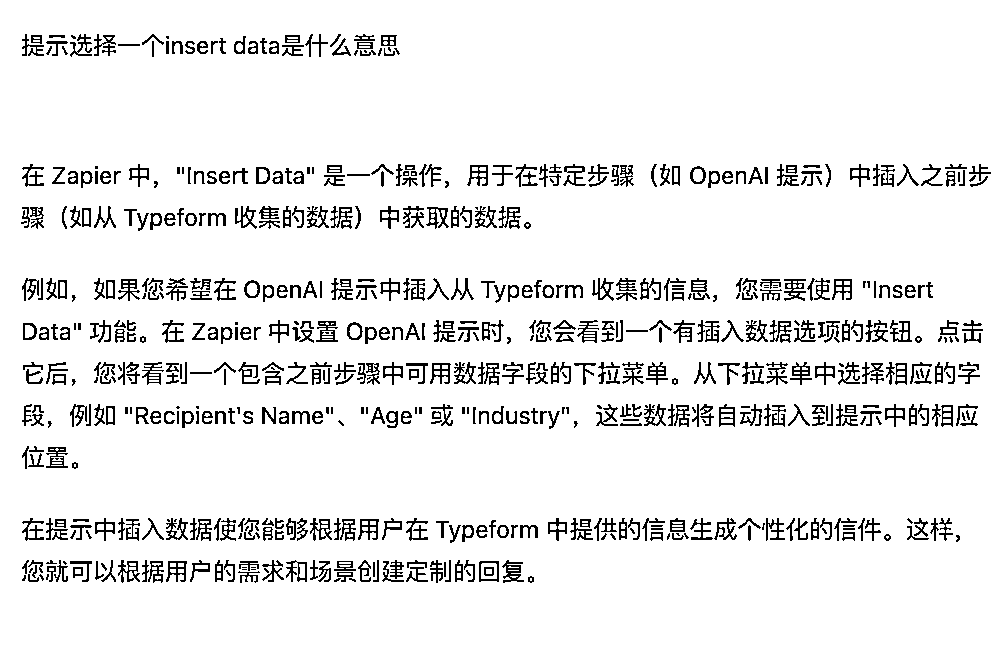 提示选择一个insert data是什么意思
在 Zapier 中，"Insert Data" 是一个操作，用于在特定步骤（如 OpenAI 提示）中插入之前步
骤（如从 Typeform 收集的数据）中获取的数据。
例如，如果您希望在 OpenAI 提示中插入从 Typeform 收集的信息，您需要使用 "Insert
Data" 功能。在 Zapier 中设置 OpenAI 提示时，您会看到一个有插入数据选项的按钮。点击
它后，您将看到一个包含之前步骤中可用数据字段的下拉菜单。从下拉菜单中选择相应的字
段，例如 "Recipient's Name"、"Age" 或 "Industry"，这些数据将自动插入到提示中的相应
位置。
在提示中插入数据使您能够根据用户在 Typeform 中提供的信息生成个性化的信件。这样，
您就可以根据用户的需求和场景创建定制的回复。